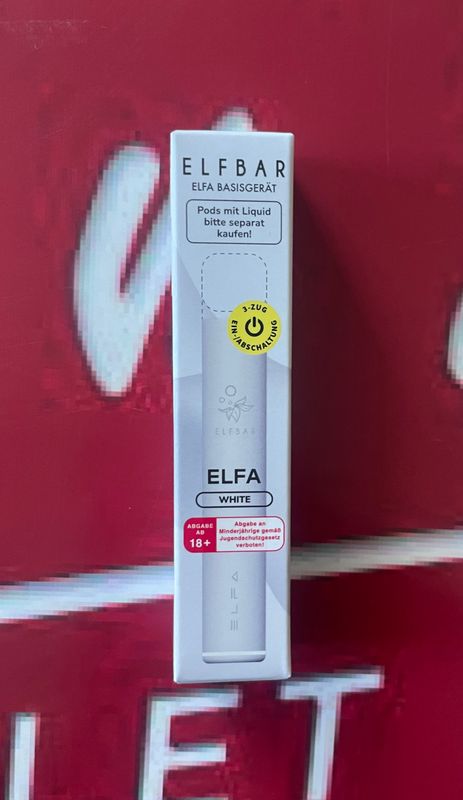 ELFBAR
ELFA BASISGERÄT
Pods mit Liquid
bitte separat
kaufen!
3-ZUG
EIN-/ABSCHALTUNG
ELFBAR
ELFA
WHITE
ABGABE
AB
18+
Abgabe an
Minderjährige gemäß
Jugendschutzgesetz
verboten!
ELFA
LET